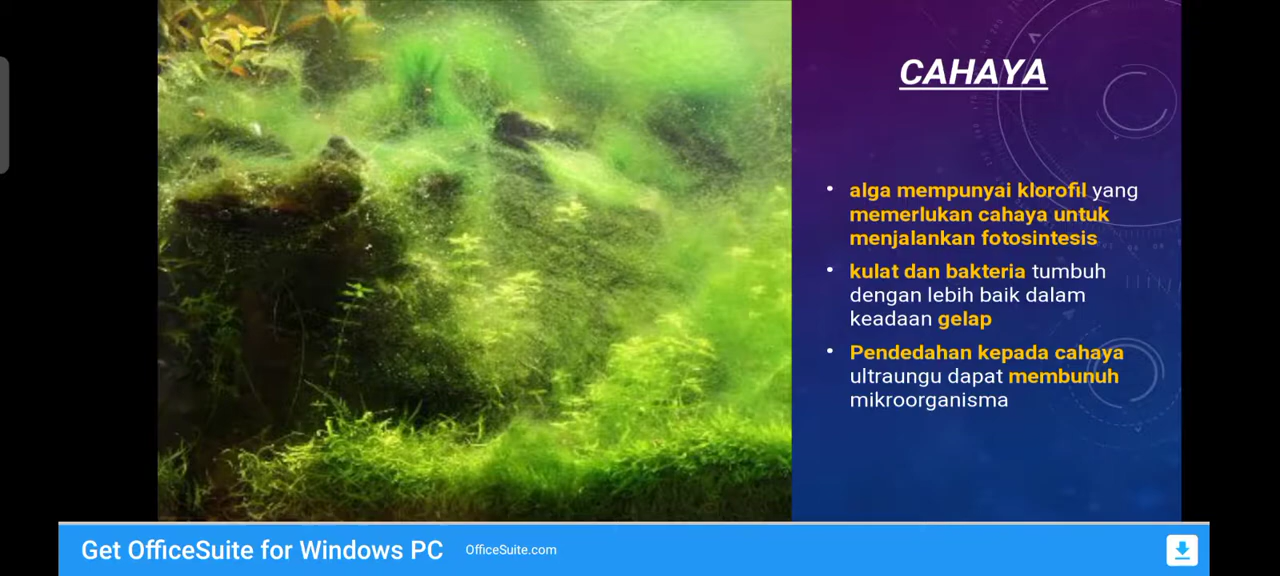 CAHAYA
• alga mempunyai klorofil yang
memerlukan cahaya untuk
menjalankan fotosintesis
• kulat dan bakteria tumbuh
dengan lebih baik dalam
keadaan gelap
• Pendedahan kepada cahaya
ultraungu dapat membunuh
mikroorganisma
Get OfficeSuite for Windows PC OfficeSuite.com